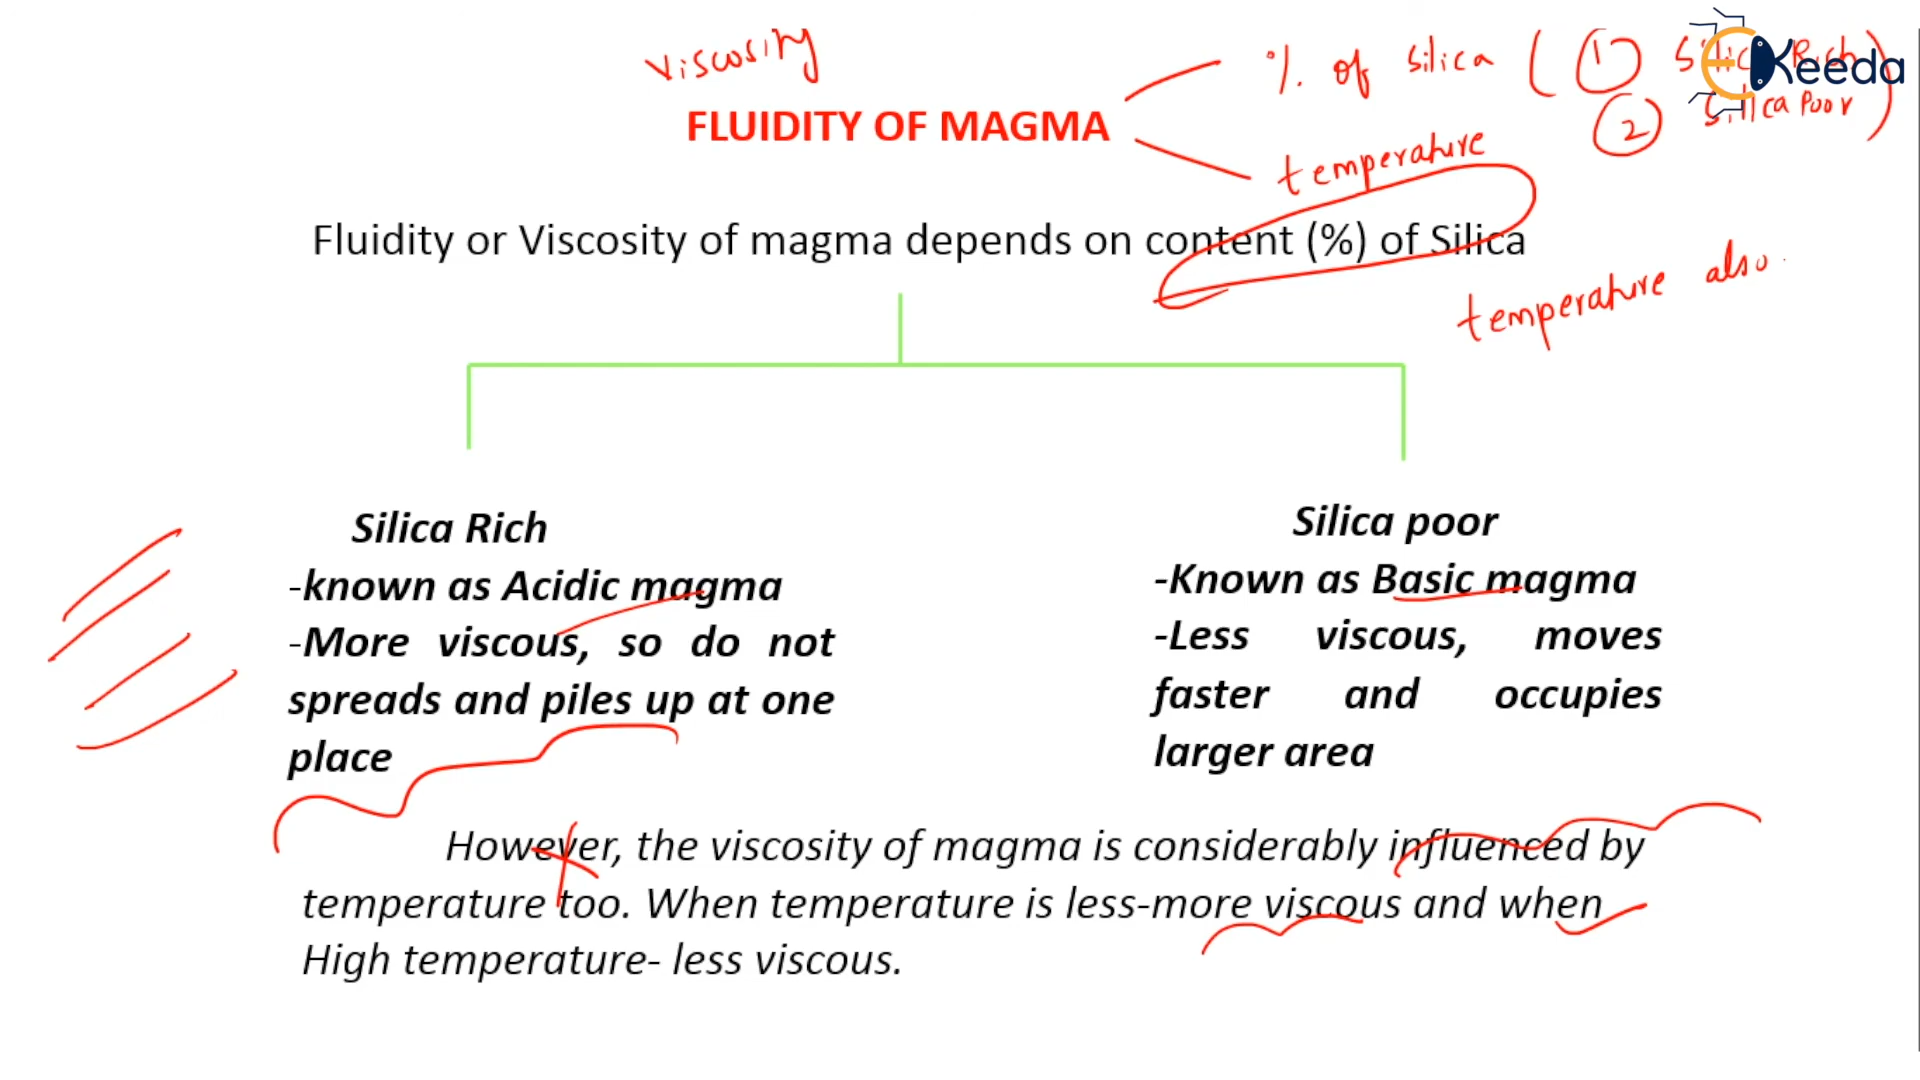 Viscosity
% of silica ( 1 Silica Rich
2 Silica Poor )
Keeda
FLUIDITY OF MAGMA
temperature
Fluidity or Viscosity of magma depends on content (%) of Silica
temperature also.
Silica Rich
-known as Acidic magma
-More viscous, so do not
spreads and piles up at one
place
Silica poor
-Known as Basic magma
-Less viscous, moves
faster and occupies
larger area
However, the viscosity of magma is considerably influenced by
temperature too. When temperature is less-more viscous and when
High temperature- less viscous.